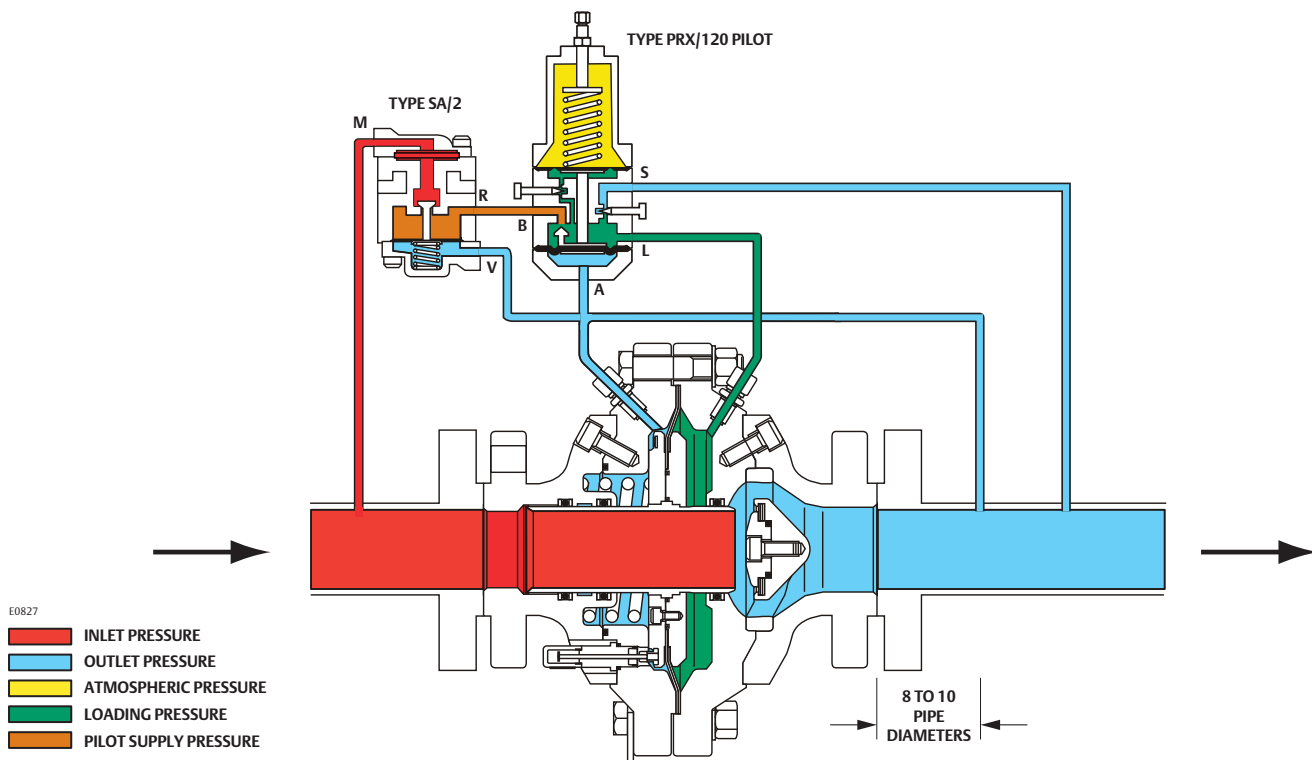 TYPE PRX/120 PILOT
TYPE SA/2
M
S
R
B
L
V
A
E0827
INLET PRESSURE
OUTLET PRESSURE
ATMOSPHERIC PRESSURE
LOADING PRESSURE
PILOT SUPPLY PRESSURE
8 TO 10
PIPE
DIAMETERS